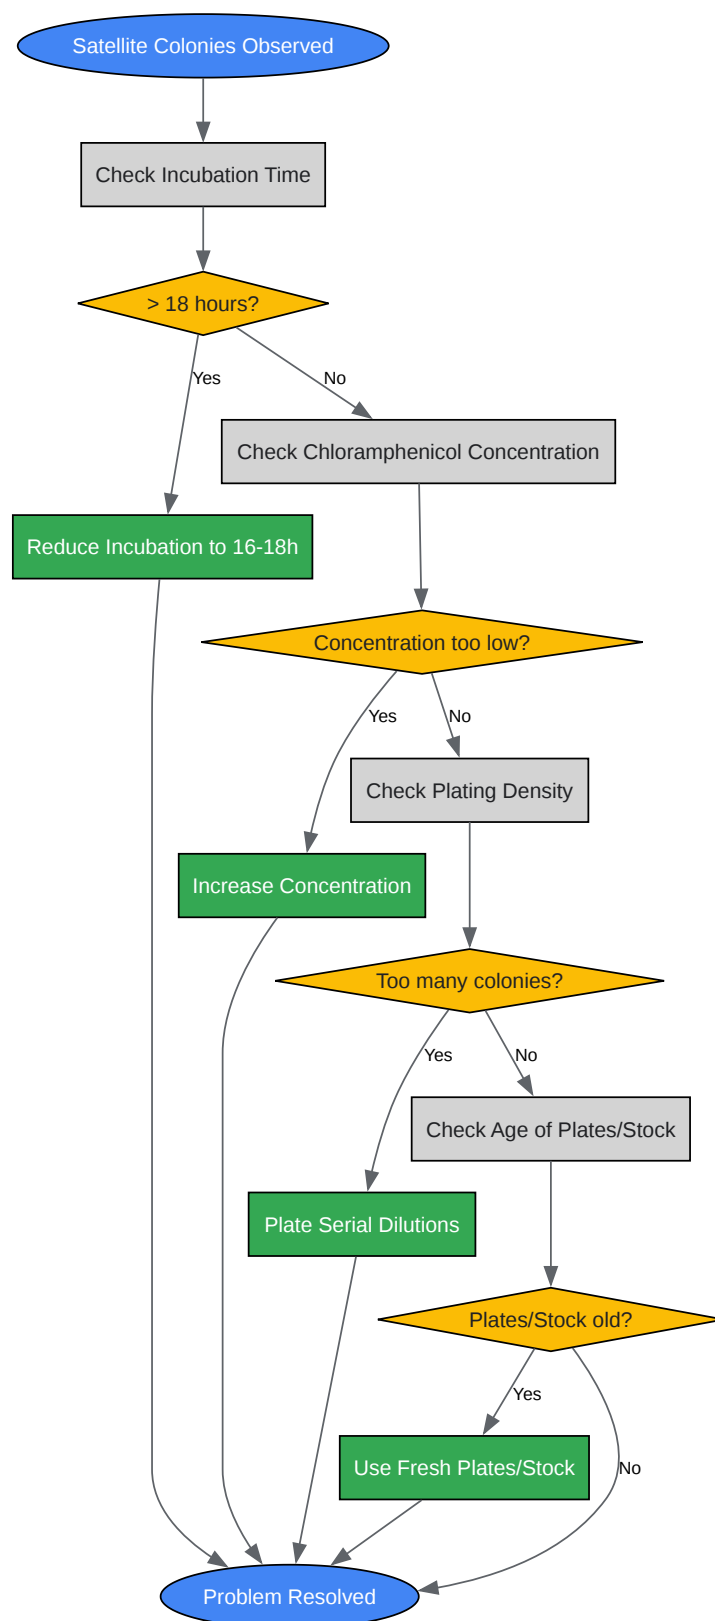 Satellite Colonies Observed
Check Incubation Time
> 18 hours?
Yes
No
Check Chloramphenicol Concentration
Reduce Incubation to 16-18h
Concentration too low?
Yes
No
Check Plating Density
Increase Concentration
Too many colonies?
Yes
No
Check Age of Plates/Stock
Plate Serial Dilutions
Plates/Stock old?
Yes
Use Fresh Plates/Stock
No
Problem Resolved